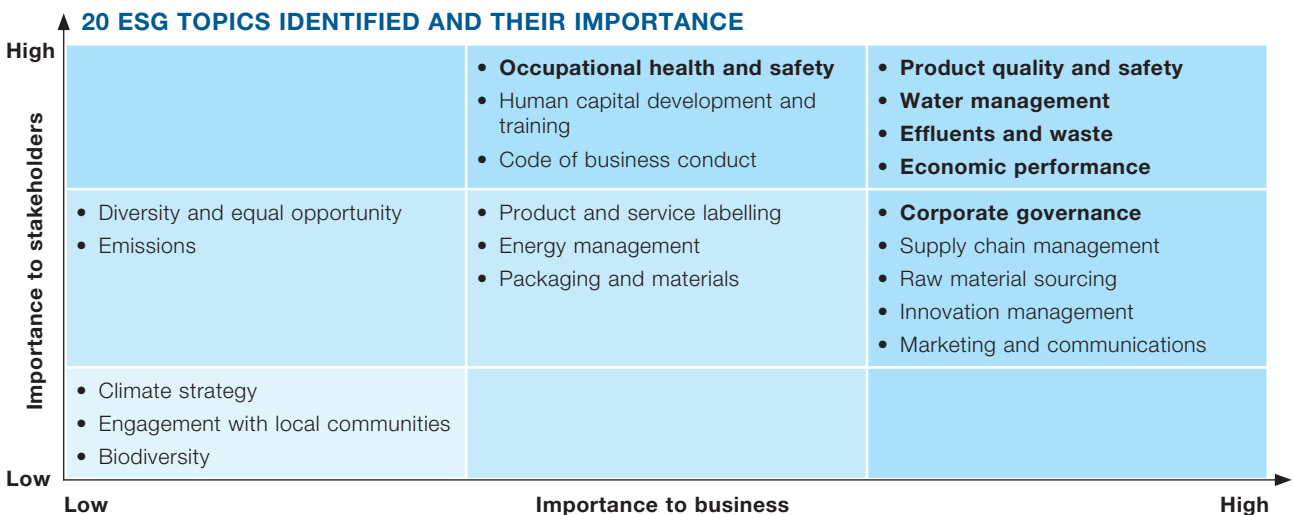 20 ESG TOPICS IDENTIFIED AND THEIR IMPORTANCE
High
Importance to stakeholders
• Occupational health and safety
• Human capital development and
training
• Code of business conduct
• Product quality and safety
• Water management
• Effluents and waste
• Economic performance
• Diversity and equal opportunity
• Emissions
• Product and service labelling
• Energy management
• Packaging and materials
• Corporate governance
• Supply chain management
• Raw material sourcing
• Innovation management
• Marketing and communications
• Climate strategy
• Engagement with local communities
• Biodiversity
Low
Low
Importance to business
High